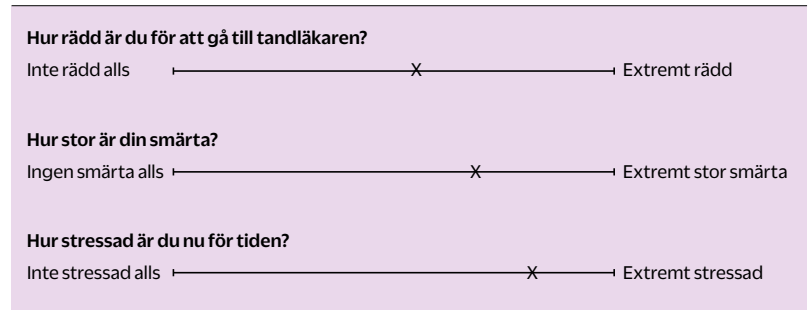 Hur rädd är du för att gå till tandläkaren?
Inte rädd alls X Extremt rädd
Hur stor är din smärta?
Ingen smärta alls X Extremt stor smärta
Hur stressad är du nu för tiden?
Inte stressad alls X Extremt stressad